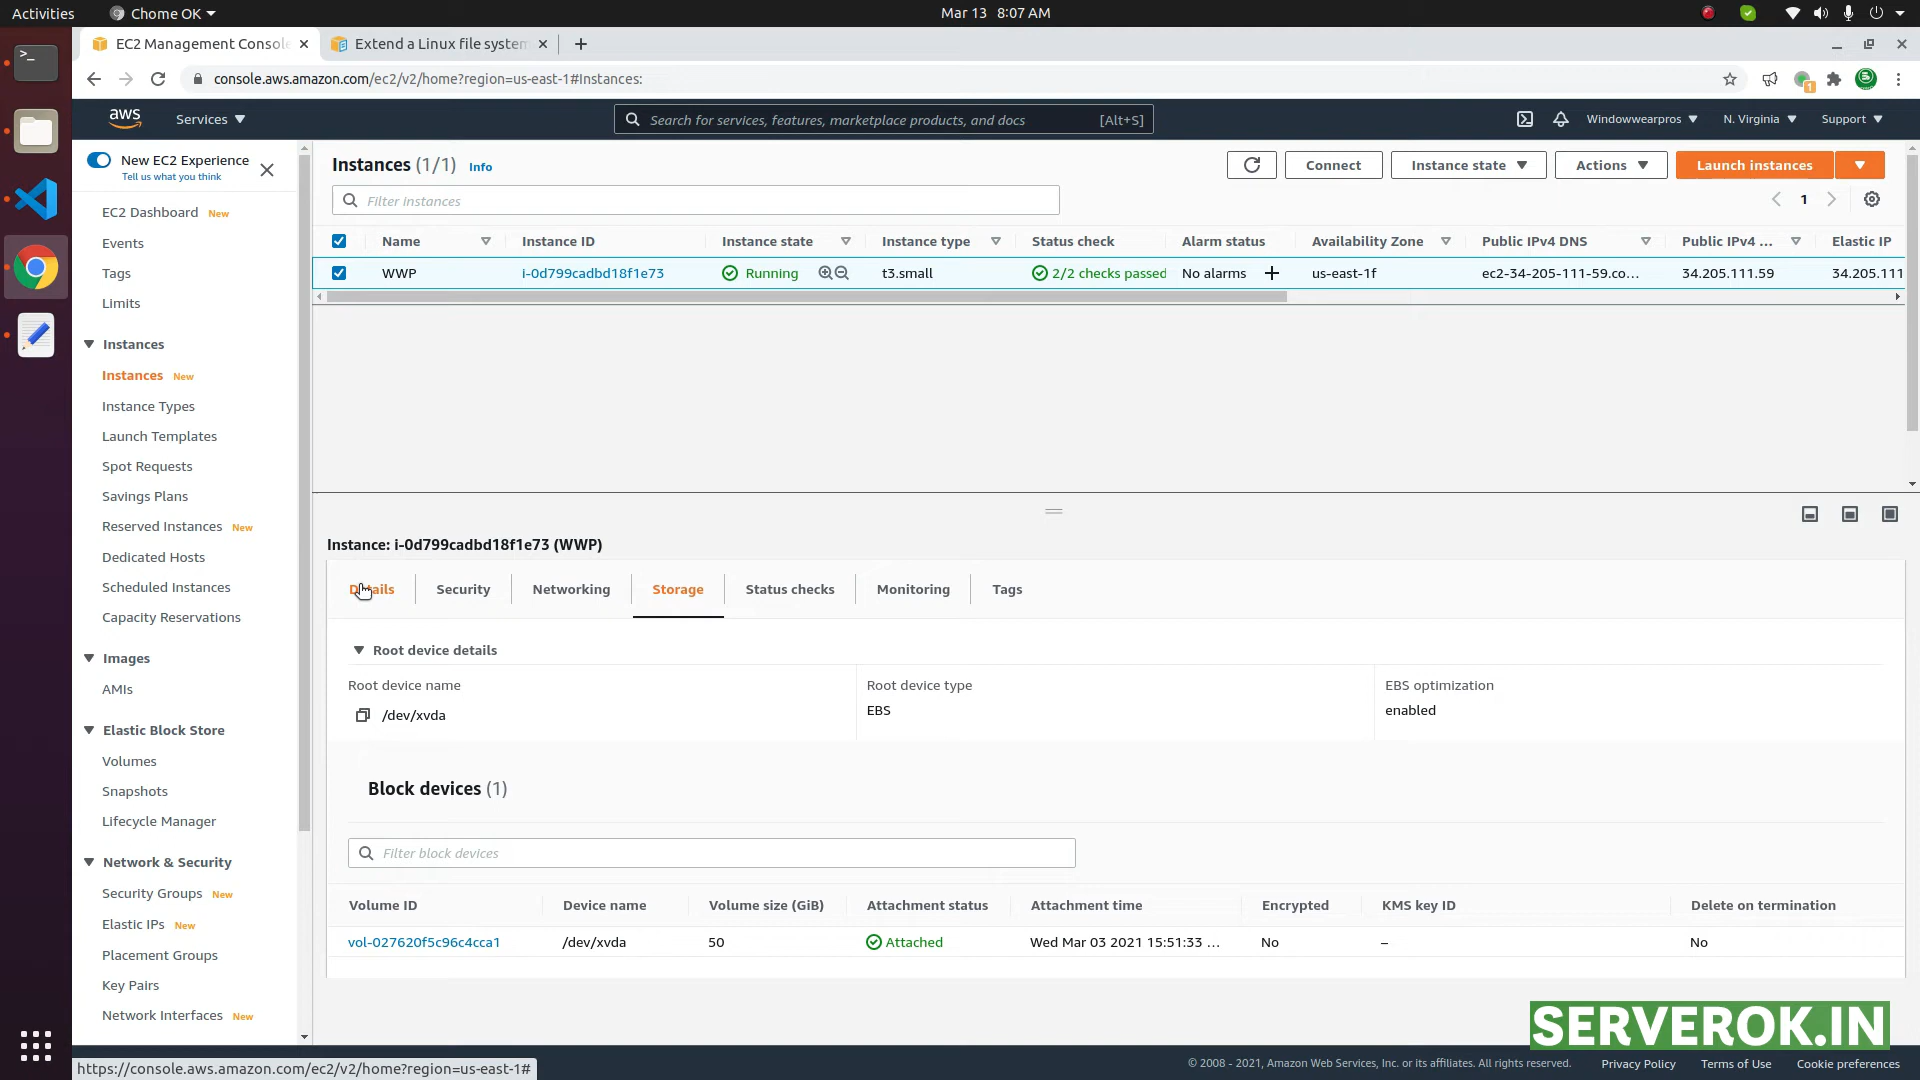 Activities
Chome OK
Mar 13 8:07 AM
EC2 Management Console
Extend a Linux file system
console.aws.amazon.com/ec2/v2/home?region=us-east-1#Instances:
1
aws
Services
Search for services, features, marketplace products, and docs
[Alt+S]
Windowwearpros
N. Virginia
Support
New EC2 Experience
Tell us what you think
EC2 Dashboard New
Events
Tags
Limits
Instances
Instances New
Instance Types
Launch Templates
Spot Requests
Savings Plans
Reserved Instances New
Dedicated Hosts
Scheduled Instances
Capacity Reservations
Images
AMIs
Elastic Block Store
Volumes
Snapshots
Lifecycle Manager
Network & Security
Security Groups New
Elastic IPs New
Placement Groups
Key Pairs
Network Interfaces New
Instances (1/1) Info
Connect
Instance state
Actions
Launch instances
Filter instances
1
Name Instance ID Instance state Instance type Status check Alarm status Availability Zone Public IPv4 DNS Public IPv4 ... Elastic IP
WWP i-0d799cadbd18f1e73 Running t3.small 2/2 checks passed No alarms us-east-1f ec2-34-205-111-59.co... 34.205.111.59 34.205.111
Instance: i-0d799cadbd18f1e73 (WWP)
Details Security Networking Storage Status checks Monitoring Tags
Root device details
Root device name Root device type EBS optimization
/dev/xvda EBS enabled
Block devices (1)
Filter block devices
Volume ID Device name Volume size (GiB) Attachment status Attachment time Encrypted KMS key ID Delete on termination
vol-027620f5c96c4cca1 /dev/xvda 50 Attached Wed Mar 03 2021 15:51:33 ... No – No
SERVEROK.IN
© 2008 - 2021, Amazon Web Services, Inc. or its affiliates. All rights reserved. Privacy Policy Terms of Use Cookie preferences
https://console.aws.amazon.com/ec2/v2/home?region=us-east-1#